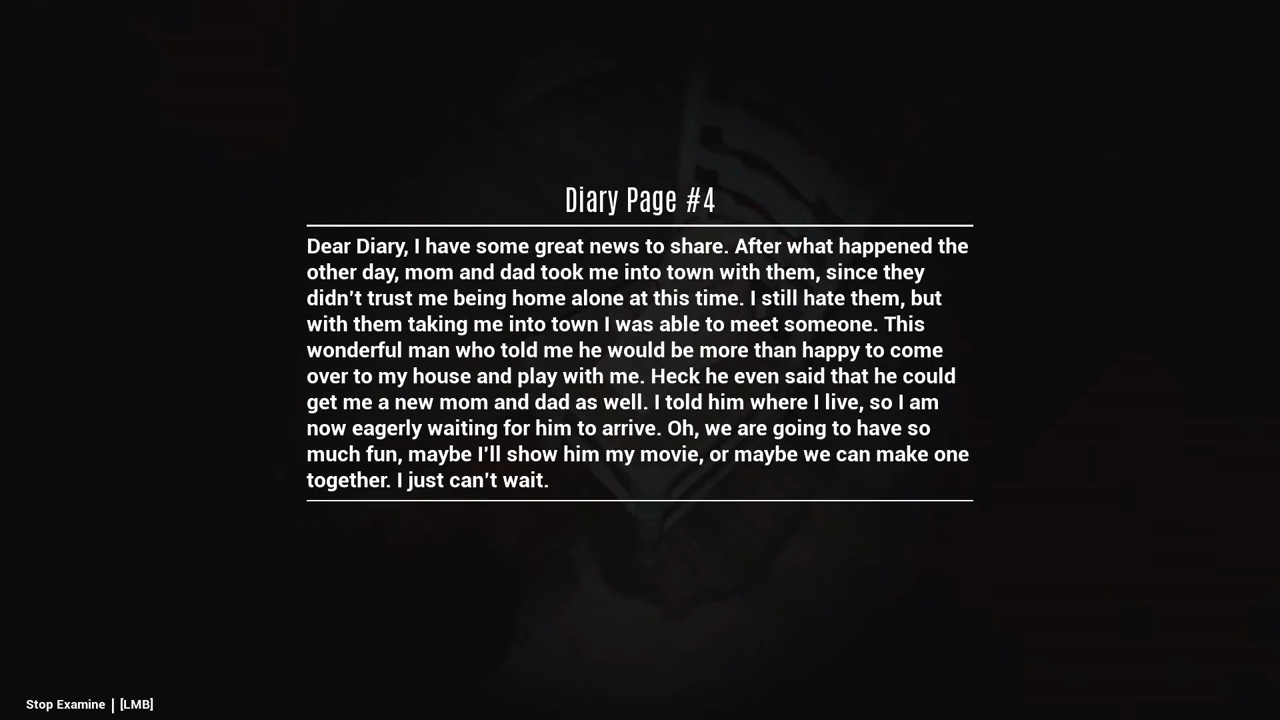 Diary Page #4
Dear Diary, I have some great news to share. After what happened the
other day, mom and dad took me into town with them, since they
didn't trust me being home alone at this time. I still hate them, but
with them taking me into town I was able to meet someone. This
wonderful man who told me he would be more than happy to come
over to my house and play with me. Heck he even said that he could
get me a new mom and dad as well. I told him where I live, so I am
now eagerly waiting for him to arrive. Oh, we are going to have so
much fun, maybe I'll show him my movie, or maybe we can make one
together. I just can't wait.
Stop Examine | [LMB]